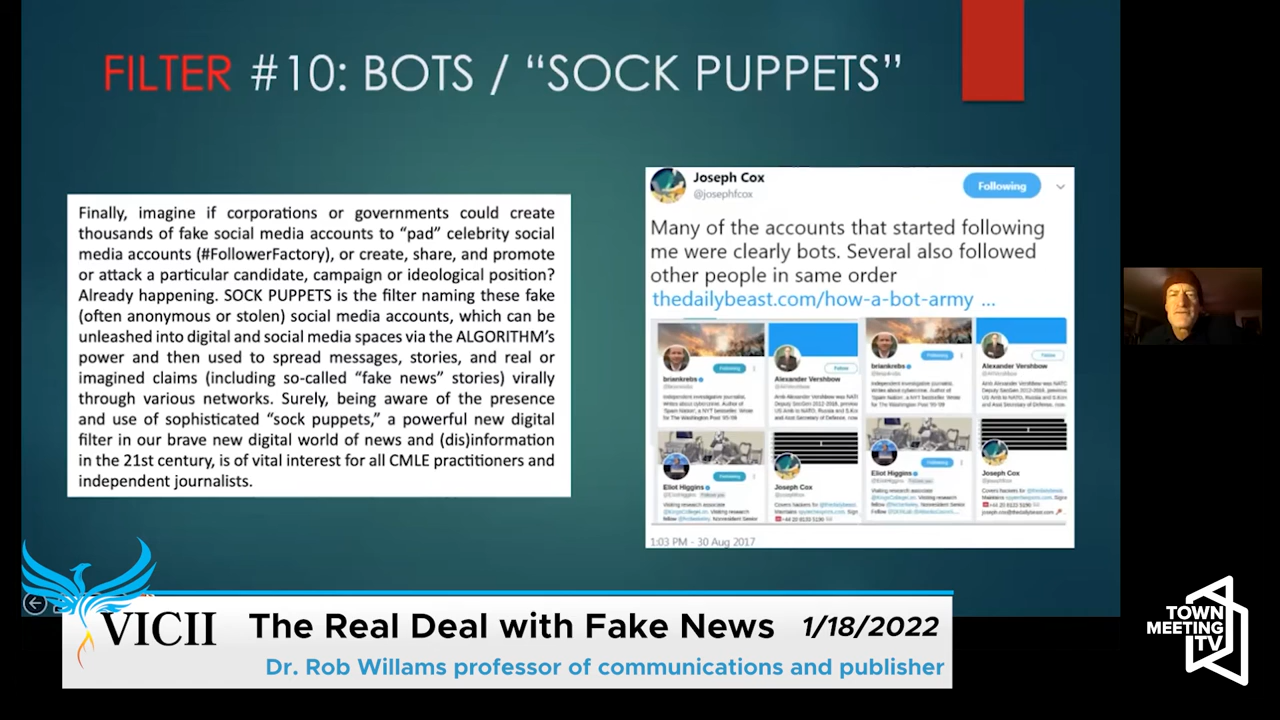 FILTER #10: BOTS / “SOCK PUPPETS”
Finally, imagine if corporations or governments could create
thousands of fake social media accounts to “pad” celebrity social
media accounts (#FollowerFactory), or create, share, and promote
or attack a particular candidate, campaign or ideological position?
Already happening. SOCK PUPPETS is the filter naming these fake
(often anonymous or stolen) social media accounts, which can be
unleashed into digital and social media spaces via the ALGORITHM’s
power and then used to spread messages, stories, and real or
imagined claims (including so-called “fake news” stories) virally
through various networks. Surely, being aware of the presence
and use of sophisticated “sock puppets,” a powerful new digital
filter in our brave new digital world of news and (dis)information
in the 21st century, is of vital interest for all CMLE practitioners and
independent journalists.
Joseph Cox
@josephfcox
Following
Many of the accounts that started following
me were clearly bots. Several also followed
other people in same order
thedailybeast.com/how-a-bot-army ...
briankrebs
Alexander Vershbow
briankrebs
Alexander Vershbow
Eliot Higgins
Joseph Cox
Eliot Higgins
Joseph Cox
1:03 PM - 30 Aug 2017
VICII
The Real Deal with Fake News 1/18/2022
Dr. Rob Willams professor of communications and publisher
TOWN
MEETING
TV